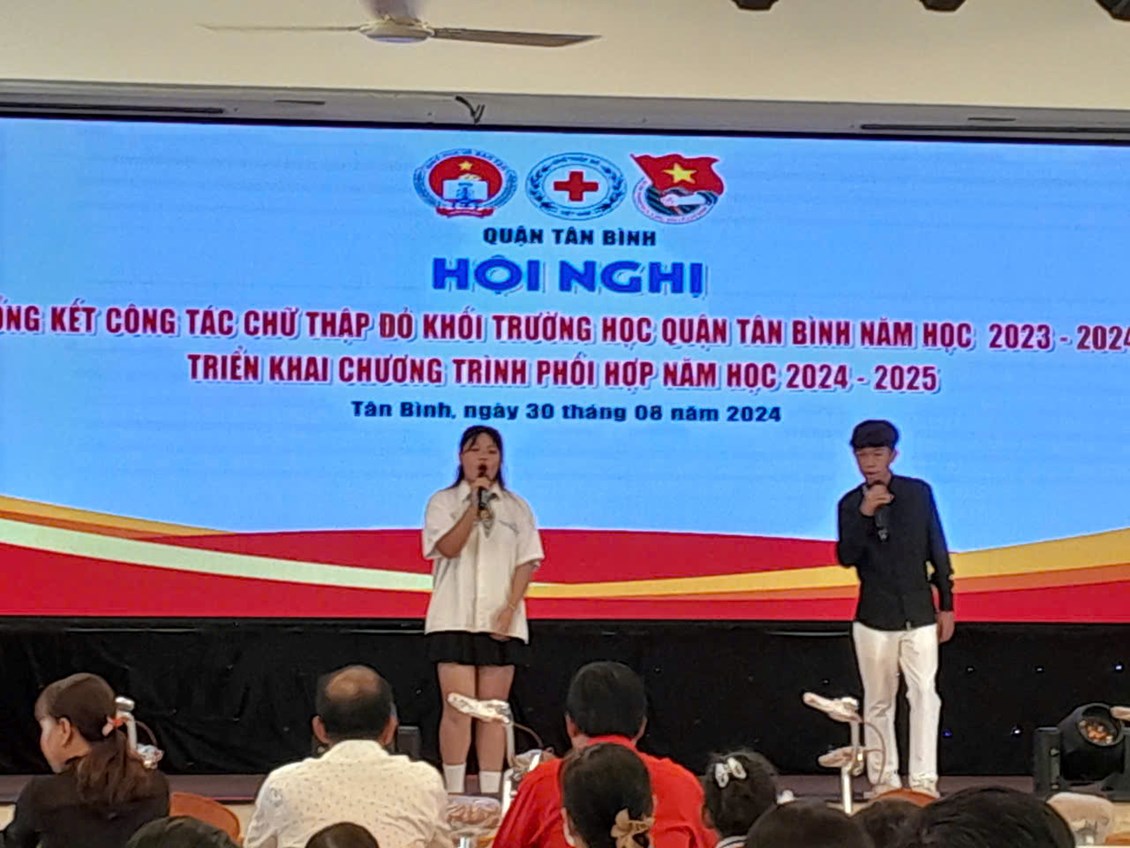 QUẬN TÂN BÌNH
HỘI NGHỊ
ỔNG KẾT CÔNG TÁC CHỮ THẬP ĐỎ KHỐI TRƯỜNG HỌC QUẬN TÂN BÌNH NĂM HỌC 2023 - 2024
TRIỂN KHAI CHƯƠNG TRÌNH PHỐI HỢP NĂM HỌC 2024 - 2025
Tân Bình, ngày 30 tháng 08 năm 2024